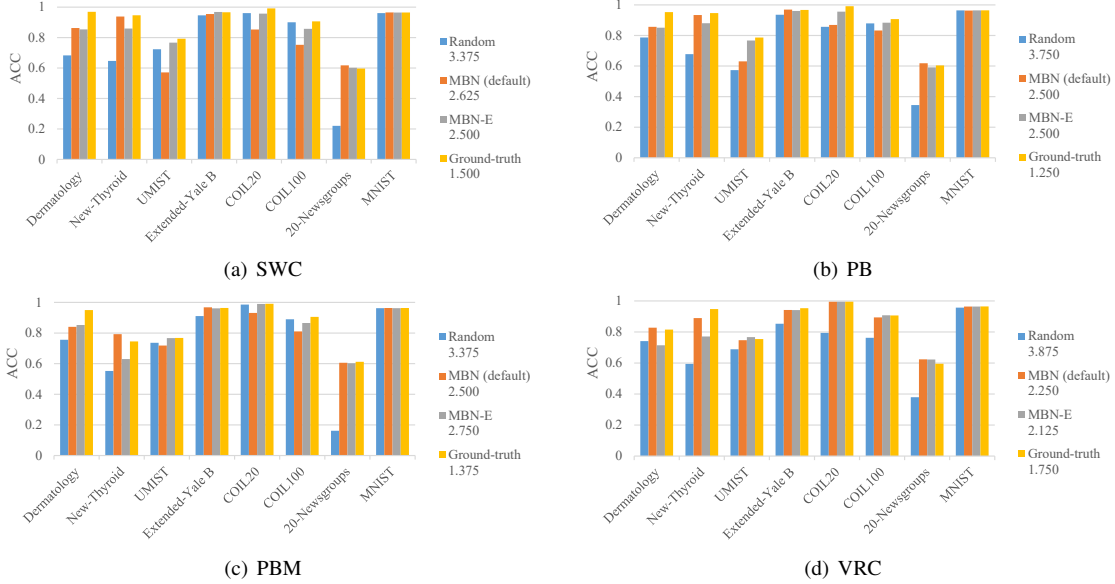 ACC
1
0.8
0.6
0.4
0.2
0
Dermatology
New-Thyroid
UMIST
Extended-Yale B
COIL20
COIL100
20-Newsgroups
MNIST
Random
3.375
MBN (default)
2.625
MBN-E
2.500
Ground-truth
1.500
(a) SWC
ACC
1
0.8
0.6
0.4
0.2
0
Dermatology
New-Thyroid
UMIST
Extended-Yale B
COIL20
COIL100
20-Newsgroups
MNIST
Random
3.750
MBN (default)
2.500
MBN-E
2.500
Ground-truth
1.250
(b) PB
ACC
1
0.8
0.6
0.4
0.2
0
Dermatology
New-Thyroid
UMIST
Extended-Yale B
COIL20
COIL100
20-Newsgroups
MNIST
Random
3.375
MBN (default)
2.500
MBN-E
2.750
Ground-truth
1.375
(c) PBM
ACC
1
0.8
0.6
0.4
0.2
0
Dermatology
New-Thyroid
UMIST
Extended-Yale B
COIL20
COIL100
20-Newsgroups
MNIST
Random
3.875
MBN (default)
2.250
MBN-E
2.125
Ground-truth
1.750
(d) VRC